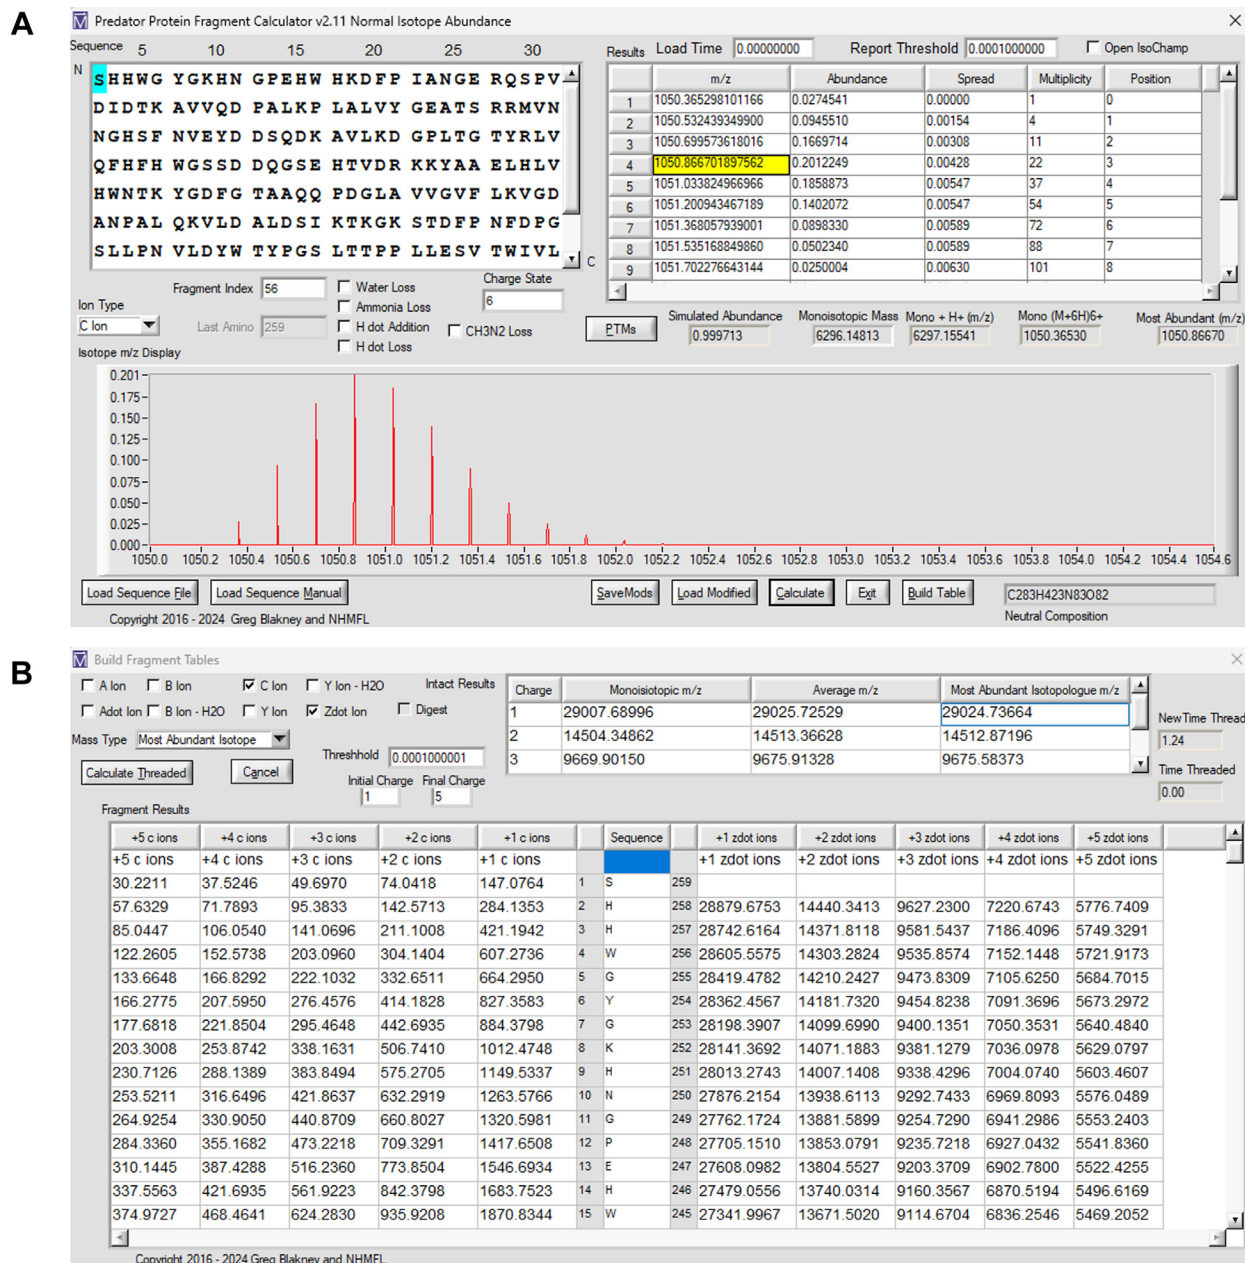 A
Predator Protein Fragment Calculator v2.11 Normal Isotope Abundance
Sequence 5 10 15 20 25 30
N
SHHWG YGKHN GPEHW HKDFP IANGE RQSPV
DIDTK AVVQD PALKP LALVY GEATS RRMVN
NGHSF NVEYD DSQDK AVLKD GPLTG TYRLV
QFHFH WGSSD DQGSE HTVDR KKYAA ELHLV
HWNTK YGDFG TAAQQ PDGLA VVGVF LKVGD
ANPAL QKVLD ALDSI KTKGK STDFP NFDPG
SLLPN VLDYW TYPGS LTTPP LLESV TWIVL
C
Results Load Time 0.00000000 Report Threshold 0.0001000000 Open IsoChamp
m/z Abundance Spread Multiplicity Position
1 1050.365298101166 0.0274541 0.00000 1 0
2 1050.532439349900 0.0945510 0.00154 4 1
3 1050.699573618016 0.1669714 0.00308 11 2
4 1050.866701897562 0.2012249 0.00428 22 3
5 1051.033824966966 0.1858873 0.00547 37 4
6 1051.200943467189 0.1402072 0.00547 54 5
7 1051.368057939001 0.0898330 0.00589 72 6
8 1051.535168849860 0.0502340 0.00589 88 7
9 1051.702276643144 0.0250004 0.00630 101 8
Ion Type
C Ion
Fragment Index 56
Last Amino 259
Water Loss
Ammonia Loss
H dot Addition
H dot Loss
CH3N2 Loss
Charge State
6
PTMs
Simulated Abundance Monoisotopic Mass Mono + H+ (m/z) Mono (M+6H)6+ Most Abundant (m/z)
0.999713 6296.14813 6297.15541 1050.36530 1050.86670
Isotope m/z Display
0.201
0.175
0.150
0.125
0.100
0.075
0.050
0.025
0.000
1050.0 1050.2 1050.4 1050.6 1050.8 1051.0 1051.2 1051.4 1051.6 1051.8 1052.0 1052.2 1052.4 1052.6 1052.8 1053.0 1053.2 1053.4 1053.6 1053.8 1054.0 1054.2 1054.4 1054.6
Load Sequence File Load Sequence Manual SaveMods Load Modified Calculate Exit Build Table C283H423N83O82
Copyright 2016 - 2024 Greg Blakney and NHMFL
Neutral Composition
B
Build Fragment Tables
A Ion B Ion C Ion Y Ion - H2O
Adot Ion B Ion - H2O Y Ion Zdot Ion Digest
Mass Type Most Abundant Isotope
Calculate Threaded Cancel
Threshhold 0.0001000001
Initial Charge Final Charge
1 5
Intact Results
Charge Monoisiotopic m/z Average m/z Most Abundant Isotopologue m/z
1 29007.68996 29025.72529 29024.73664
2 14504.34862 14513.36628 14512.87196
3 9669.90150 9675.91328 9675.58373
NewTime Thread
1.24
Time Threaded
0.00
Fragment Results
+5 c ions +4 c ions +3 c ions +2 c ions +1 c ions Sequence +1 zdot ions +2 zdot ions +3 zdot ions +4 zdot ions +5 zdot ions
+5 c ions +4 c ions +3 c ions +2 c ions +1 c ions +1 zdot ions +2 zdot ions +3 zdot ions +4 zdot ions +5 zdot ions
30.2211 37.5246 49.6970 74.0418 147.0764 1 S 259
57.6329 71.7893 95.3833 142.5713 284.1353 2 H 258 28879.6753 14440.3413 9627.2300 7220.6743 5776.7409
85.0447 106.0540 141.0696 211.1008 421.1942 3 H 257 28742.6164 14371.8118 9581.5437 7186.4096 5749.3291
122.2605 152.5738 203.0960 304.1404 607.2736 4 W 256 28605.5575 14303.2824 9535.8574 7152.1448 5721.9173
133.6648 166.8292 222.1032 332.6511 664.2950 5 G 255 28419.4782 14210.2427 9473.8309 7105.6250 5684.7015
166.2775 207.5950 276.4576 414.1828 827.3583 6 Y 254 28362.4567 14181.7320 9454.8238 7091.3696 5673.2972
177.6818 221.8504 295.4648 442.6935 884.3798 7 G 253 28198.3907 14099.6990 9400.1351 7050.3531 5640.4840
203.3008 253.8742 338.1631 506.7410 1012.4748 8 K 252 28141.3692 14071.1883 9381.1279 7036.0978 5629.0797
230.7126 288.1389 383.8494 575.2705 1149.5337 9 H 251 28013.2743 14007.1408 9338.4296 7004.0740 5603.4607
253.5211 316.6496 421.8637 632.2919 1263.5766 10 N 250 27876.2154 13938.6113 9292.7433 6969.8093 5576.0489
264.9254 330.9050 440.8709 660.8027 1320.5981 11 G 249 27762.1724 13881.5899 9254.7290 6941.2986 5553.2403
284.3360 355.1682 473.2218 709.3291 1417.6508 12 P 248 27705.1510 13853.0791 9235.7218 6927.0432 5541.8360
310.1445 387.4288 516.2360 773.8504 1546.6934 13 E 247 27608.0982 13804.5527 9203.3709 6902.7800 5522.4255
337.5563 421.6935 561.9223 842.3798 1683.7523 14 H 246 27479.0556 13740.0314 9160.3567 6870.5194 5496.6169
374.9727 468.4641 624.2830 935.9208 1870.8344 15 W 245 27341.9967 13671.5020 9114.6704 6836.2546 5469.2052
Copyright 2016 - 2024 Greg Blakney and NHMFL